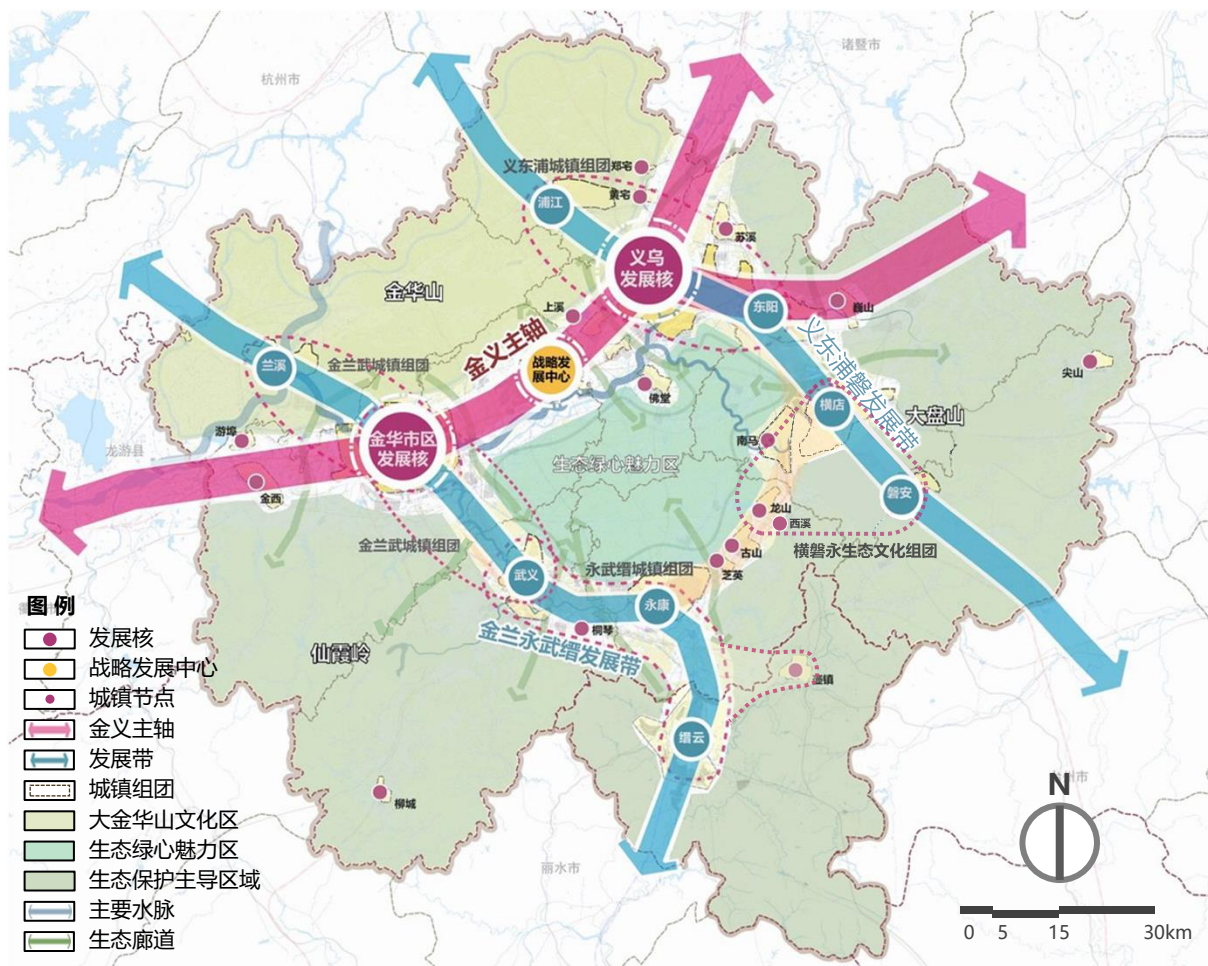 诸暨市
杭州市
义东浦城镇组团
郑宅
黄宅
浦江
苏溪
义乌
发展核
金华山
上溪
东阳
巍山
金义主轴
义东浦磐发展带
兰溪
金兰武城镇组团
战略发
展中心
佛堂
尖山
横店
大盘山
游埠
龙游县
金华市区
发展核
南马
生态绿心魅力区
金西
磐安
龙山
西溪
金兰武城镇组团
古山
横磐永生态文化组团
永武缙城镇组团
芝英
武义
永康
桐琴
金兰永武缙发展带
仙霞岭
壶镇
缙云
柳城
丽水市
图例
发展核
战略发展中心
城镇节点
金义主轴
发展带
城镇组团
大金华山文化区
生态绿心魅力区
生态保护主导区域
主要水脉
生态廊道
N
0 5 15 30km